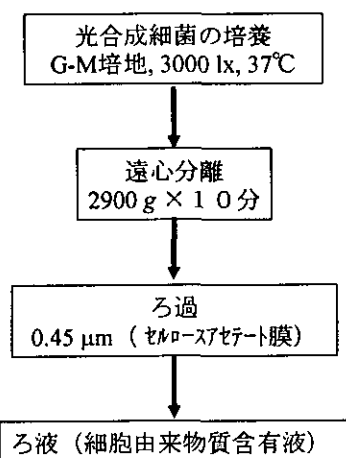 光合成細菌の培養
G-M培地, 3000 lx, 37℃
遠心分離
2900 g × 1 0 分
ろ過
0.45 μm ( ｾﾙﾛｰｽｱｾﾃｰﾄ膜)
ろ液（細胞由来物質含有液）